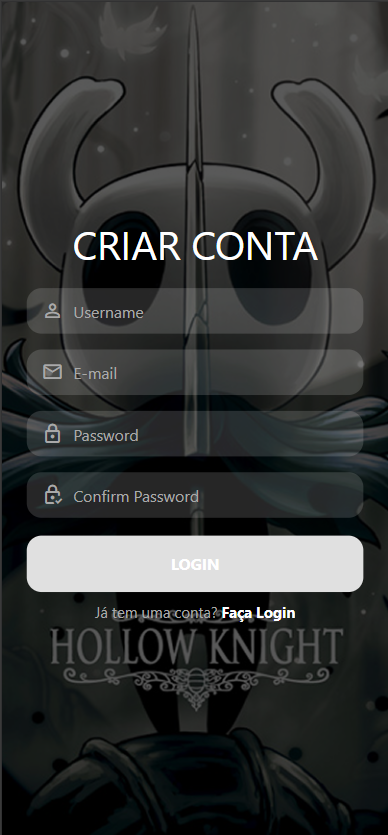 CRIAR CONTA
Username
E-mail
Password
Confirm Password
LOGIN
Já tem uma conta? Faça Login
HOLLOW KNIGHT